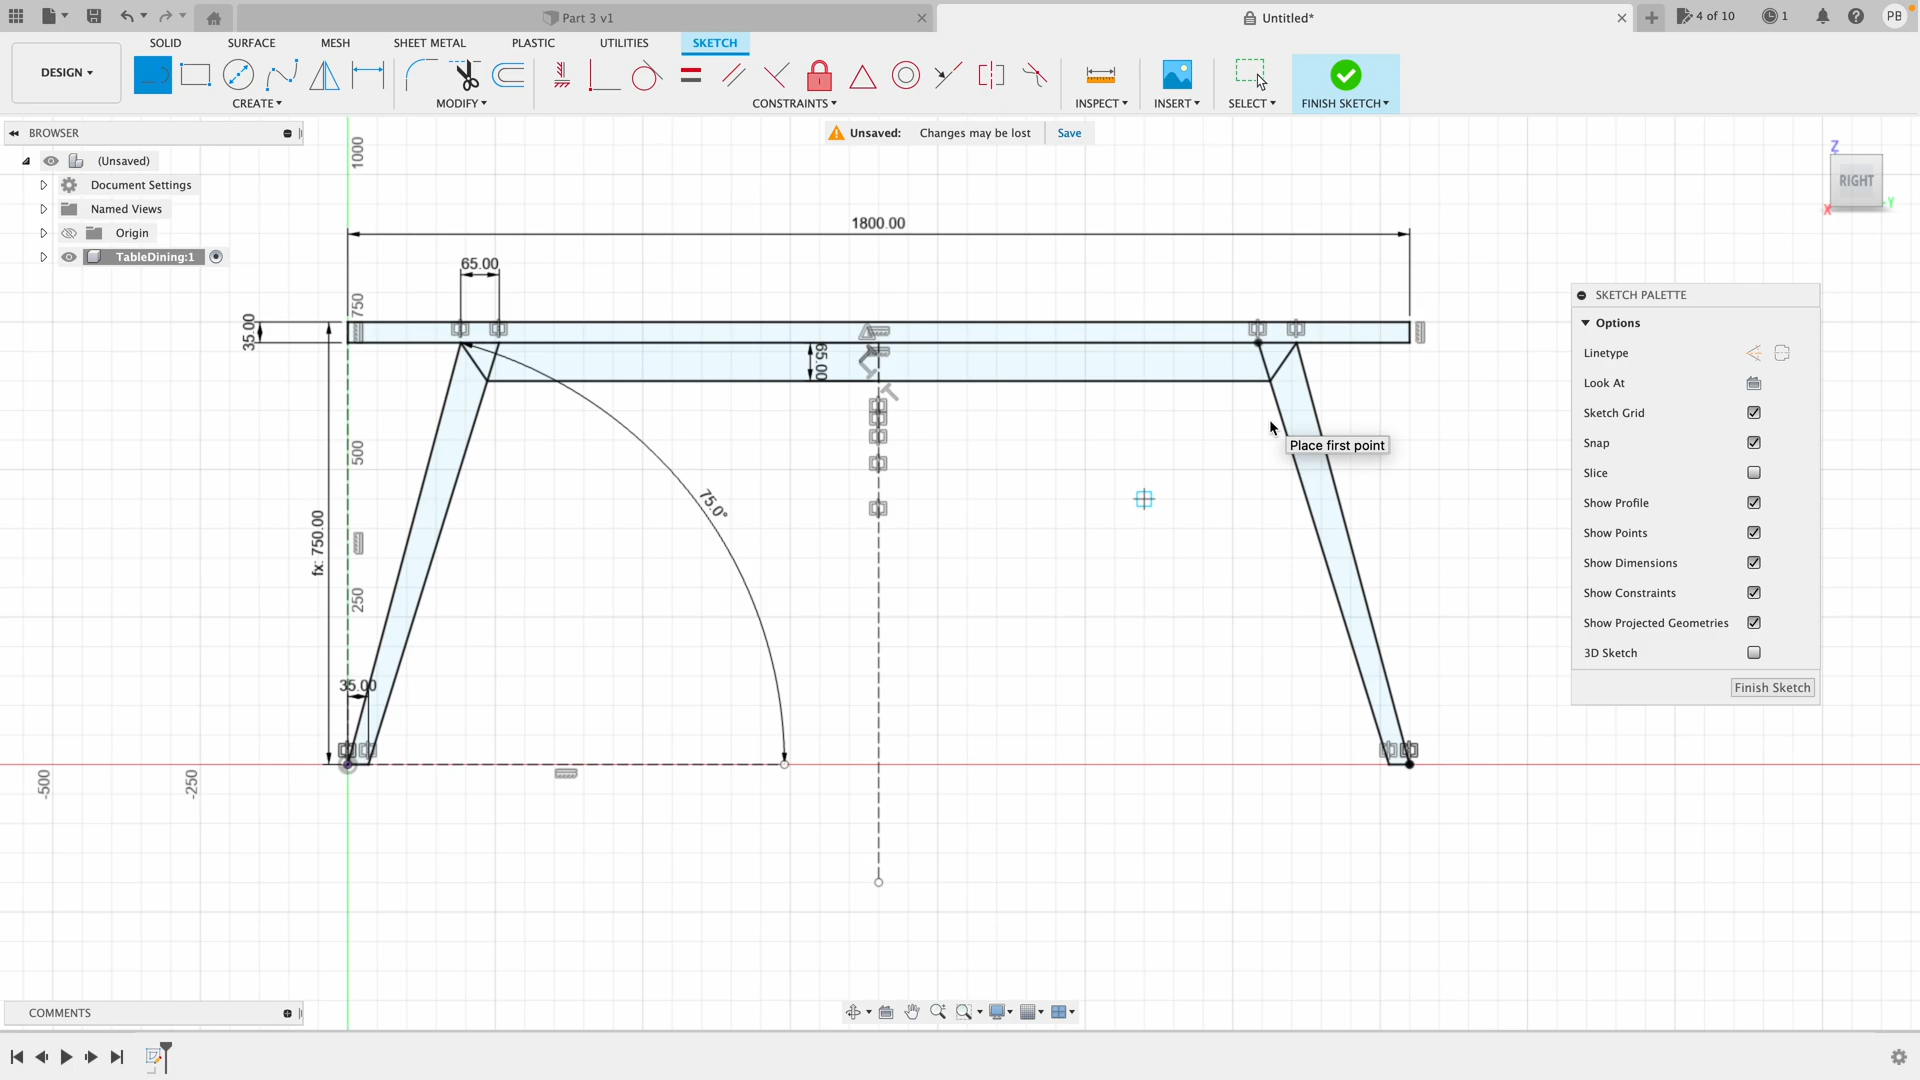 Part 3 v1
Untitled*
4 of 10
1
PB
DESIGN
SOLID
SURFACE
MESH
SHEET METAL
PLASTIC
UTILITIES
SKETCH
CREATE
MODIFY
CONSTRAINTS
INSPECT
INSERT
SELECT
FINISH SKETCH
BROWSER
(Unsaved)
Document Settings
Named Views
Origin
TableDining:1
Unsaved: Changes may be lost Save
Z
RIGHT
X
Y
1000
1800.00
65.00
750
35.00
65.00
500
75.0°
fx: 750.00
250
35.00
-500
-250
Place first point
SKETCH PALETTE
Options
Linetype
Look At
Sketch Grid
Snap
Slice
Show Profile
Show Points
Show Dimensions
Show Constraints
Show Projected Geometries
3D Sketch
Finish Sketch
COMMENTS